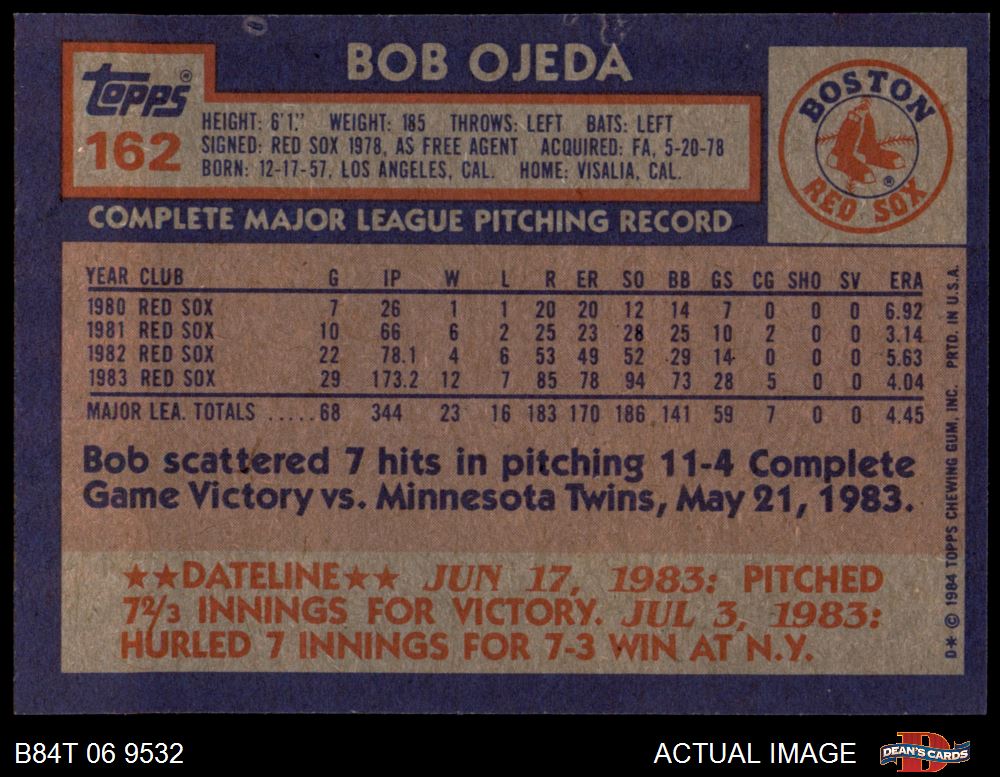 BOB OJEDA
Topps®
162
HEIGHT: 6'1." WEIGHT: 185 THROWS: LEFT BATS: LEFT
SIGNED: RED SOX 1978, AS FREE AGENT ACQUIRED: FA, 5-20-78
BORN: 12-17-57, LOS ANGELES, CAL. HOME: VISALIA, CAL.
BOSTON
RED SOX
®
COMPLETE MAJOR LEAGUE PITCHING RECORD
YEAR CLUB G IP W L R ER SO BB GS CG SHO SV ERA
1980 RED SOX 7 26 1 1 20 20 12 14 7 0 0 0 6.92
1981 RED SOX 10 66 6 2 25 23 28 25 10 2 0 0 3.14
1982 RED SOX 22 78.1 4 6 53 49 52 29 14 0 0 0 5.63
1983 RED SOX 29 173.2 12 7 85 78 94 73 28 5 0 0 4.04
MAJOR LEA. TOTALS ..... 68 344 23 16 183 170 186 141 59 7 0 0 4.45
Bob scattered 7 hits in pitching 11-4 Complete
Game Victory vs. Minnesota Twins, May 21, 1983.
★★DATELINE★★ JUN 17, 1983: PITCHED
7 2/3 INNINGS FOR VICTORY. JUL 3, 1983:
HURLED 7 INNINGS FOR 7-3 WIN AT N.Y.
D★ © 1984 TOPPS CHEWING GUM, INC. PRTD. IN U.S.A.
B84T 06 9532
ACTUAL IMAGE
DEAN'S CARDS